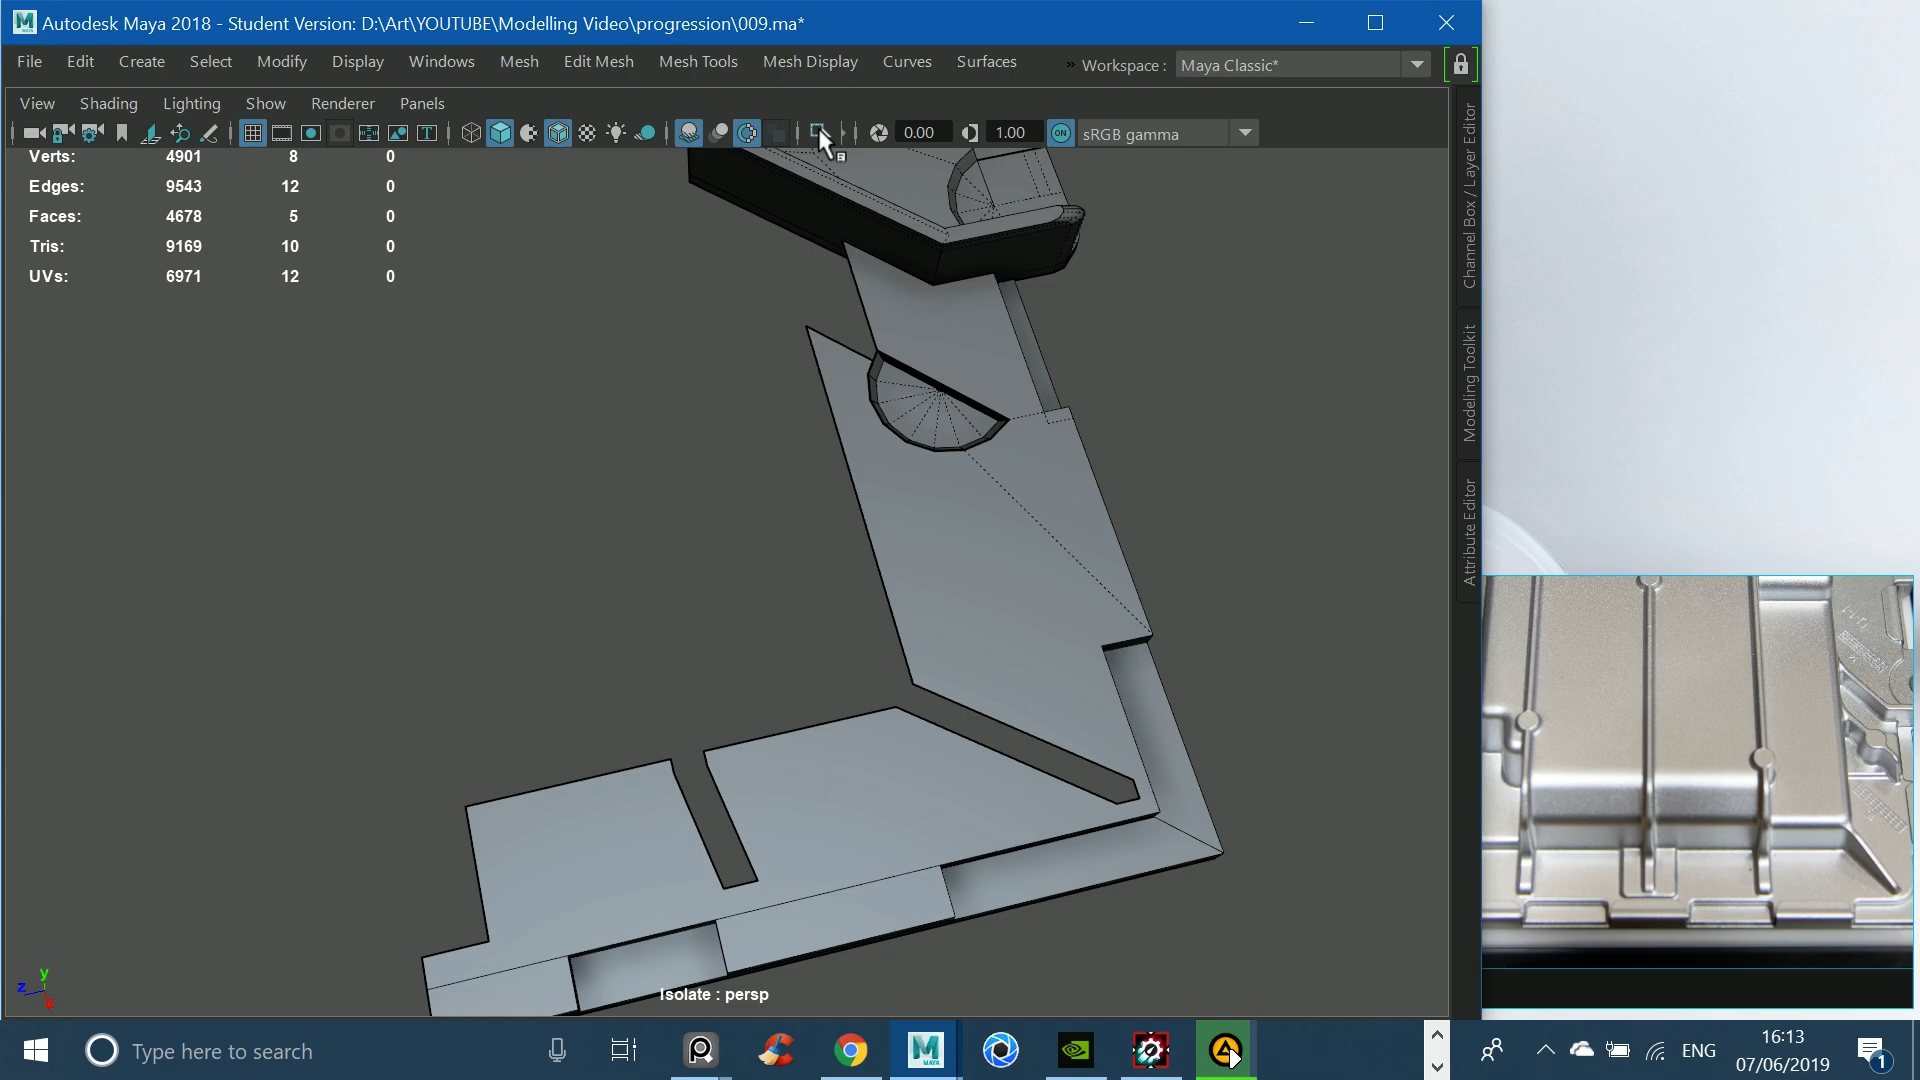 Autodesk Maya 2018 - Student Version: D:\Art\YOUTUBE\Modelling Video\progression\009.ma*
File Edit Create Select Modify Display Windows Mesh Edit Mesh Mesh Tools Mesh Display Curves Surfaces » Workspace : Maya Classic*
View Shading Lighting Show Renderer Panels
0.00 1.00 ON sRGB gamma
Verts: 4901 8 0
Edges: 9543 12 0
Faces: 4678 5 0
Tris: 9169 10 0
UVs: 6971 12 0
Channel Box / Layer Editor
Modeling Toolkit
Attribute Editor
y
z
x
Isolate : persp
Type here to search
MAYA
ENG
16:13
07/06/2019
1